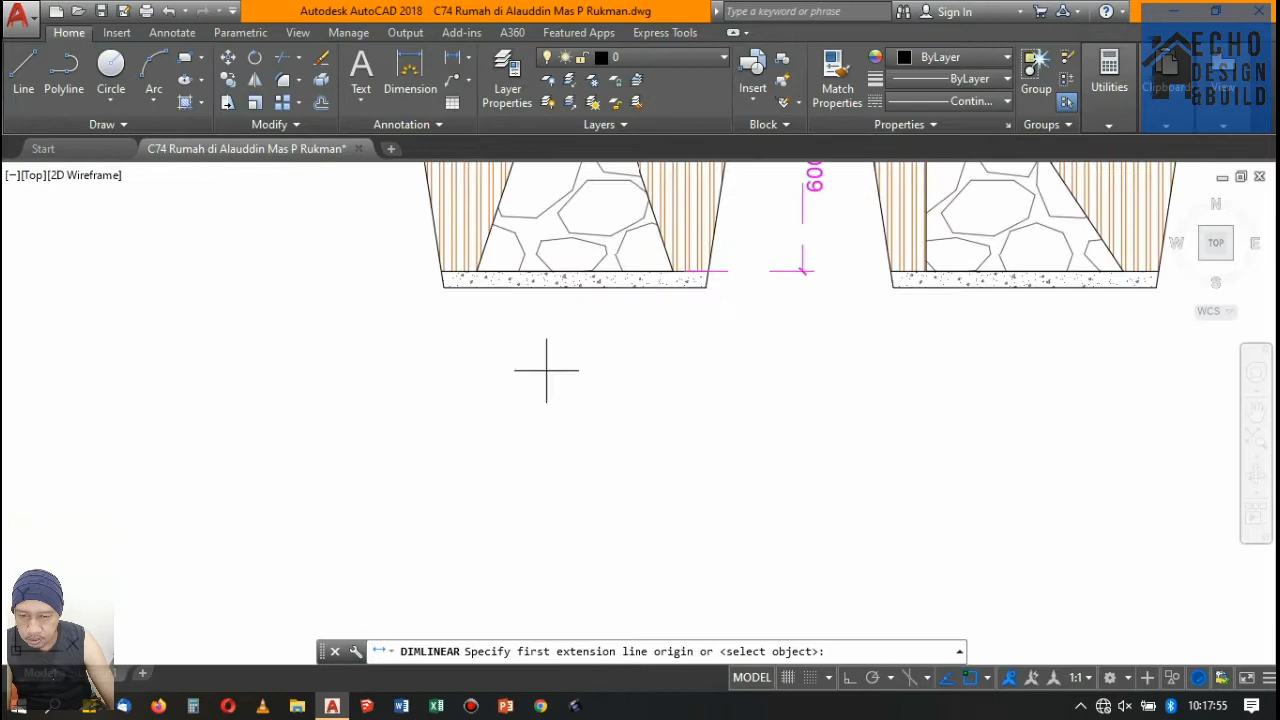 Autodesk AutoCAD 2018 C74 Rumah di Alauddin Mas P Rukman.dwg
Type a keyword or phrase
Sign In
Home Insert Annotate Parametric View Manage Output Add-ins A360 Featured Apps Express Tools
ECHO
DESIGN
&BUILD
0
ByLayer
ByLayer
Contin...
Line Polyline Circle Arc
Text Dimension
Layer
Properties
Insert
Match
Properties
Group
Utilities
Clipboard
View
Draw Modify Annotation Layers Block Properties Groups
Start
C74 Rumah di Alauddin Mas P Rukman*
[−][Top][2D Wireframe]
600
N
W TOP E
S
WCS
DIMLINEAR Specify first extension line origin or <select object>:
Model
MODEL
1:1
10:17:55